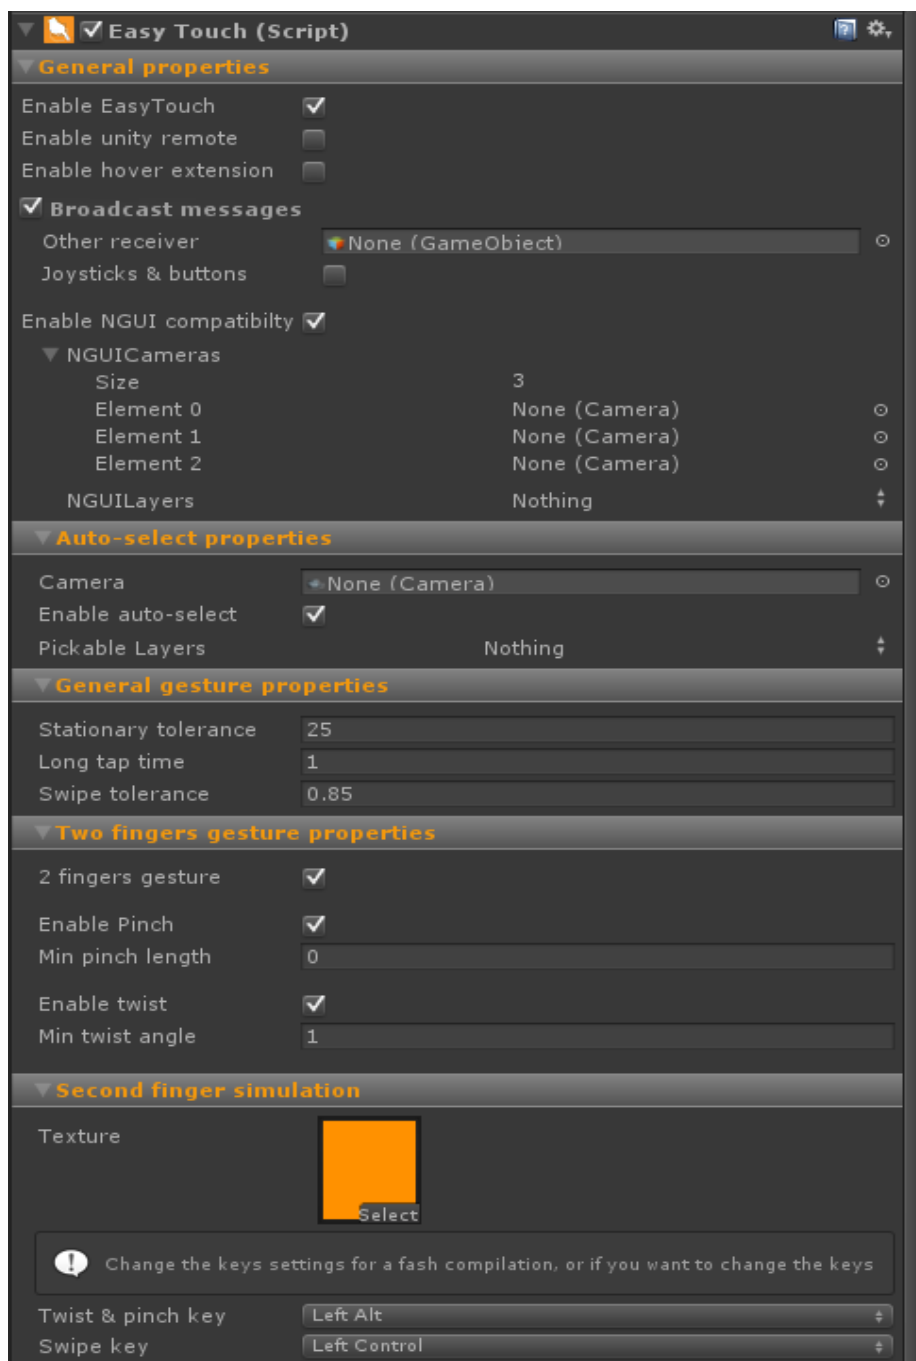 Easy Touch (Script)
General properties
Enable EasyTouch
Enable unity remote
Enable hover extension
Broadcast messages
Other receiver None (GameObject)
Joysticks & buttons
Enable NGUI compatibilty
NGUICameras
Size 3
Element 0 None (Camera)
Element 1 None (Camera)
Element 2 None (Camera)
NGUILayers Nothing
Auto-select properties
Camera None (Camera)
Enable auto-select
Pickable Layers Nothing
General gesture properties
Stationary tolerance 25
Long tap time 1
Swipe tolerance 0.85
Two fingers gesture properties
2 fingers gesture
Enable Pinch
Min pinch length 0
Enable twist
Min twist angle 1
Second finger simulation
Texture
Select
Change the keys settings for a fash compilation, or if you want to change the keys
Twist & pinch key Left Alt
Swipe key Left Control